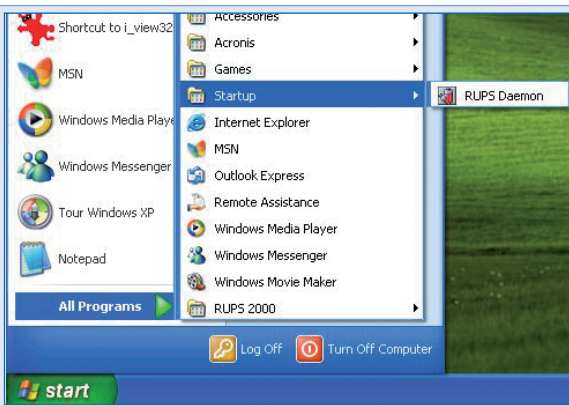 Accessories
Shortcut to i_view32
Acronis
MSN
Games
Startup
RUPS Daemon
Windows Media Playe
Internet Explorer
MSN
Windows Messenger
Outlook Express
Remote Assistance
Tour Windows XP
Windows Media Player
Windows Messenger
Notepad
Windows Movie Maker
All Programs
RUPS 2000
Log Off
Turn Off Computer
start